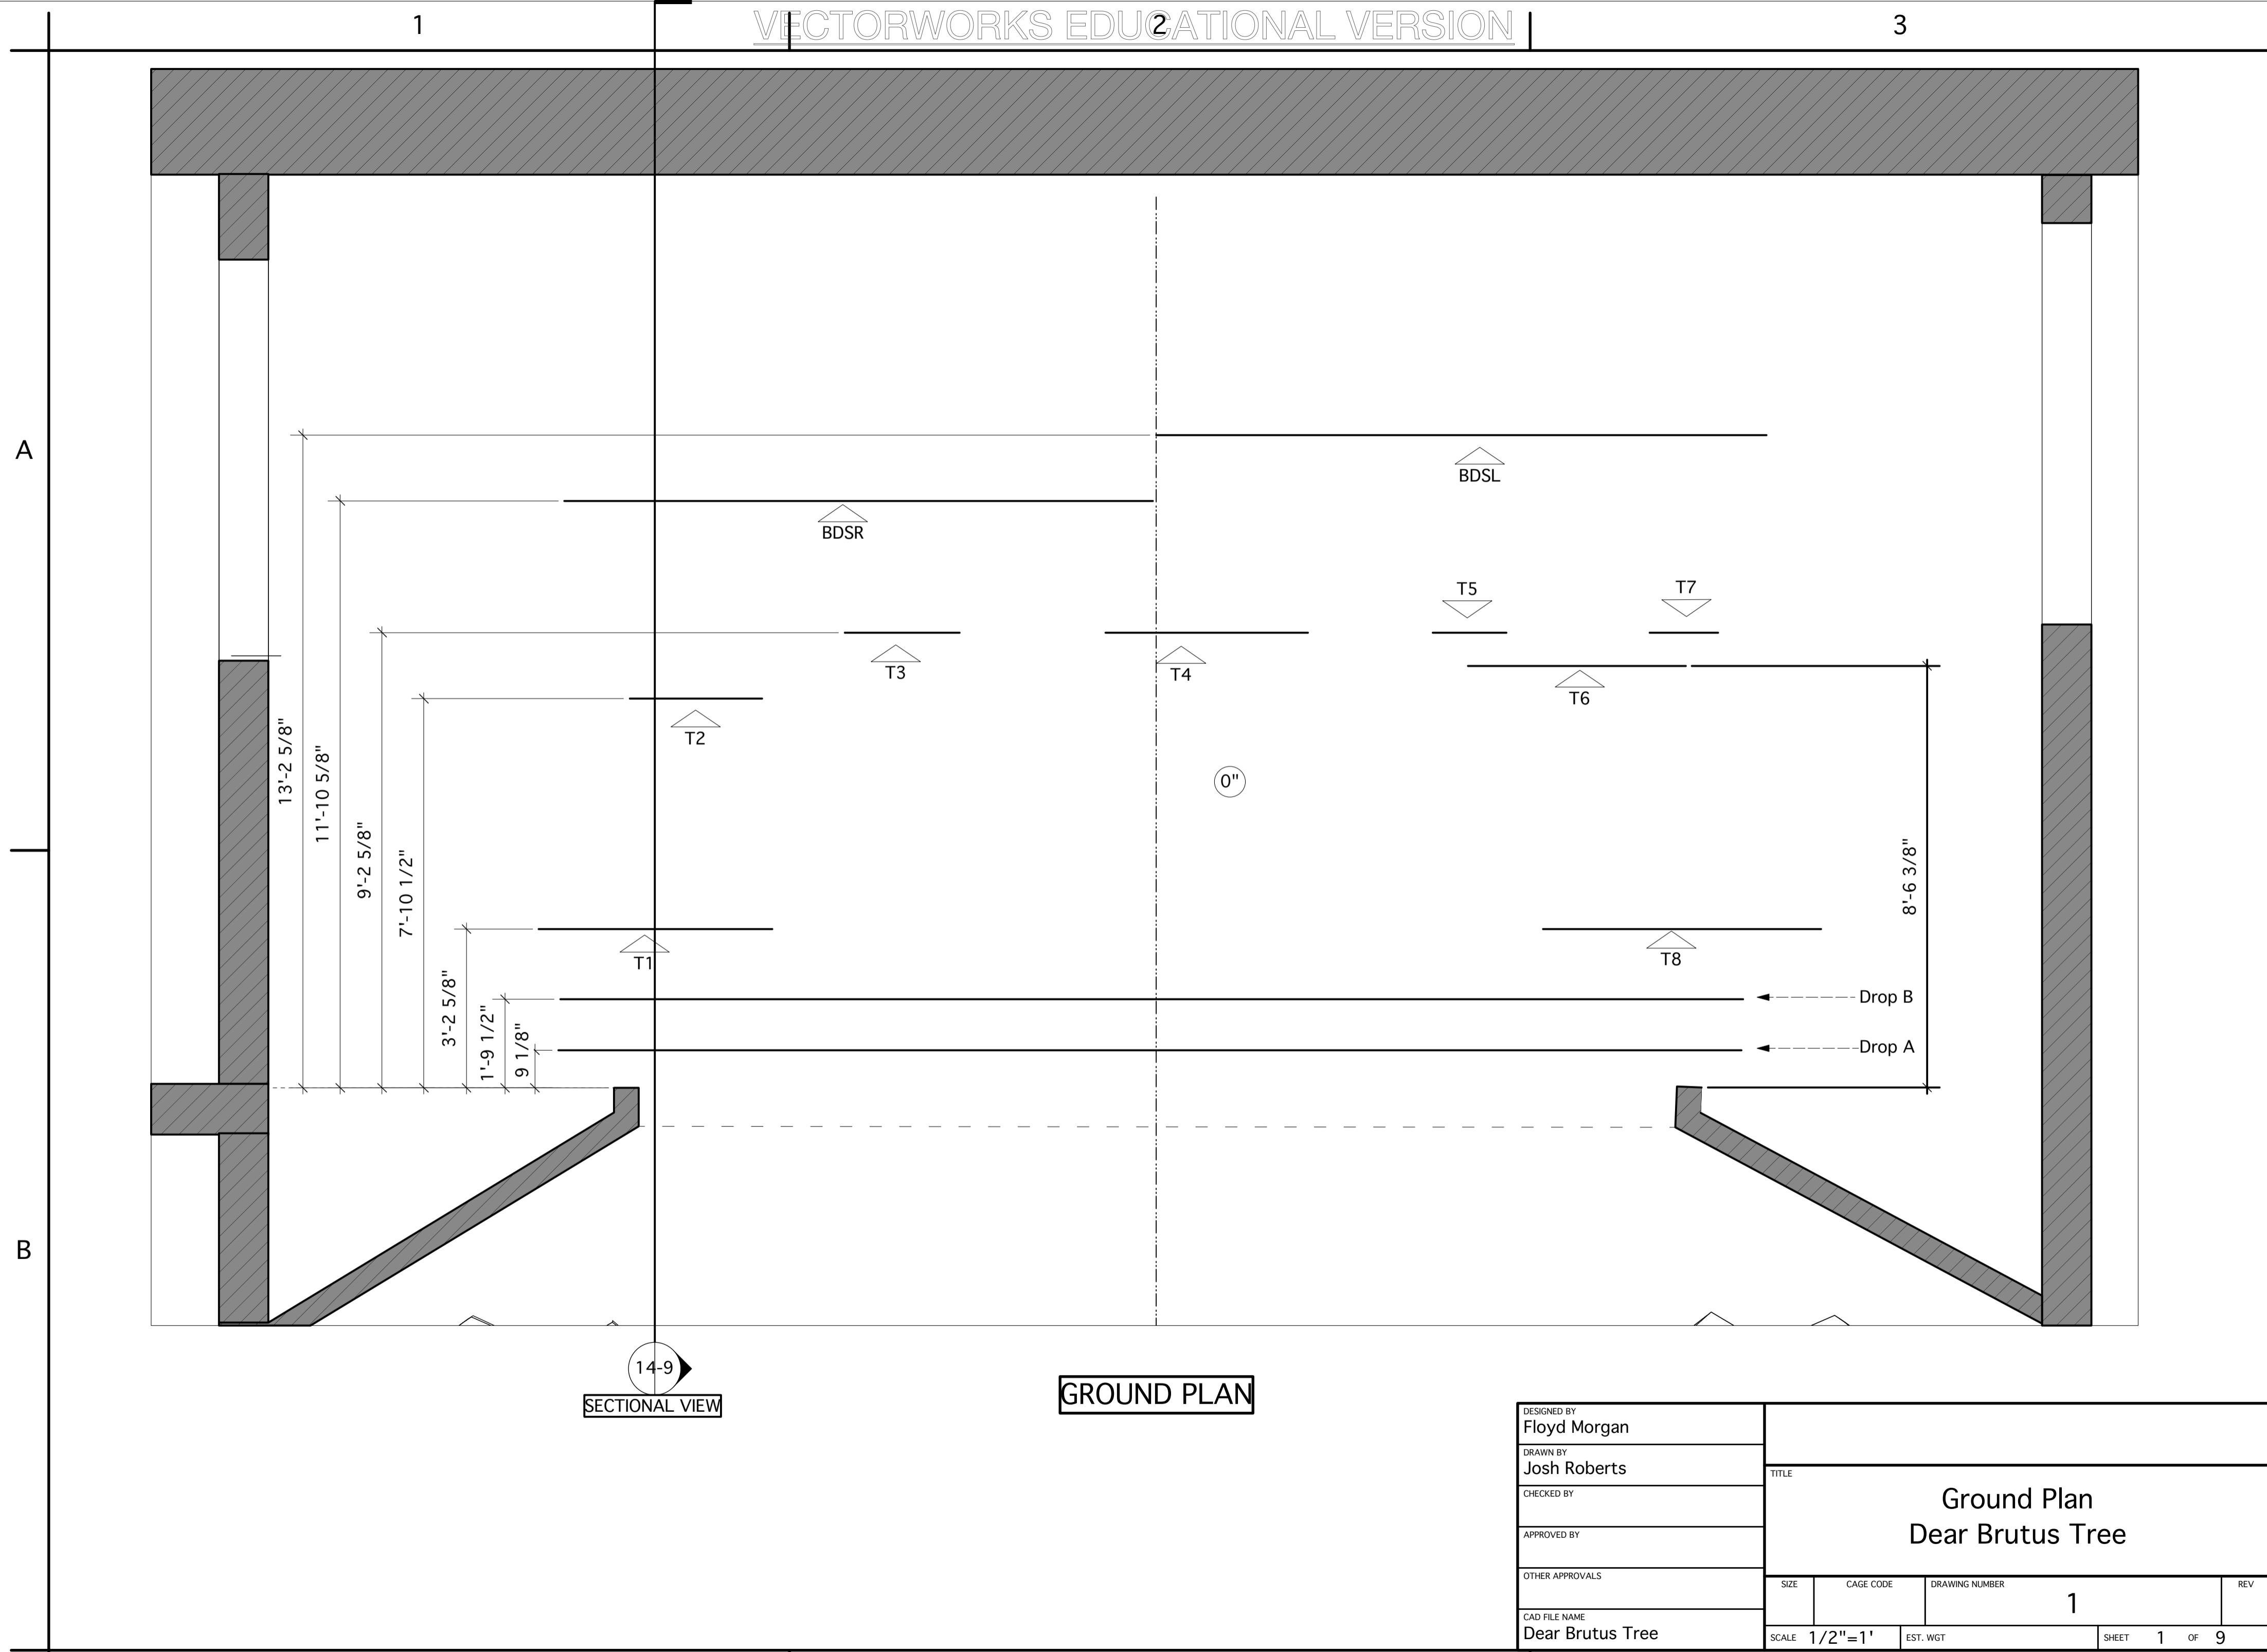 VECTORWORKS EDUCATIONAL VERSION
1
2
3
A
B
BDSL
BDSR
T5
T7
T3
T4
T6
T2
0"
T1
T8
Drop B
Drop A
13'-2 5/8"
11'-10 5/8"
9'-2 5/8"
7'-10 1/2"
3'-2 5/8"
1'-9 1/2"
9 1/8"
8'-6 3/8"
14-9
SECTIONAL VIEW
GROUND PLAN
DESIGNED BY
Floyd Morgan
DRAWN BY
Josh Roberts
CHECKED BY
APPROVED BY
OTHER APPROVALS
CAD FILE NAME
Dear Brutus Tree
TITLE
Ground Plan
Dear Brutus Tree
SIZE
CAGE CODE
DRAWING NUMBER
1
REV
SCALE 1/2"=1'
EST. WGT
SHEET 1 OF 9